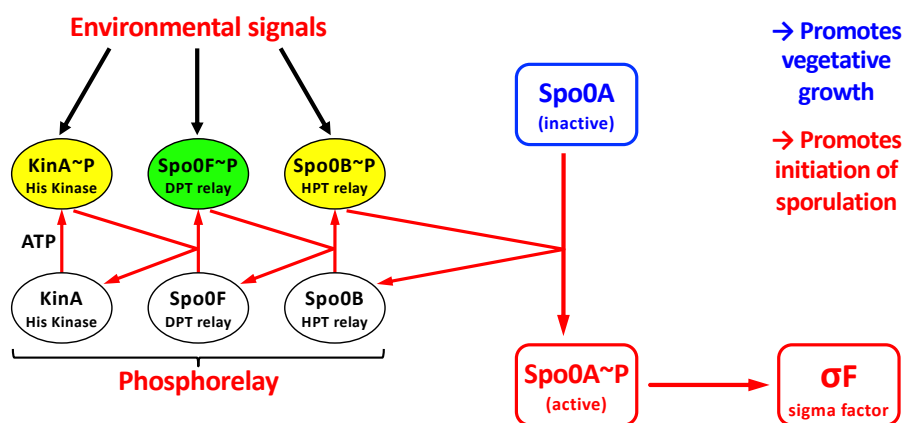 Environmental signals
→ Promotes
vegetative
growth
→ Promotes
initiation of
sporulation
Spo0A
(inactive)
KinA~P
His Kinase
Spo0F~P
DPT relay
Spo0B~P
HPT relay
ATP
KinA
His Kinase
Spo0F
DPT relay
Spo0B
HPT relay
Phosphorelay
Spo0A~P
(active)
σF
sigma factor